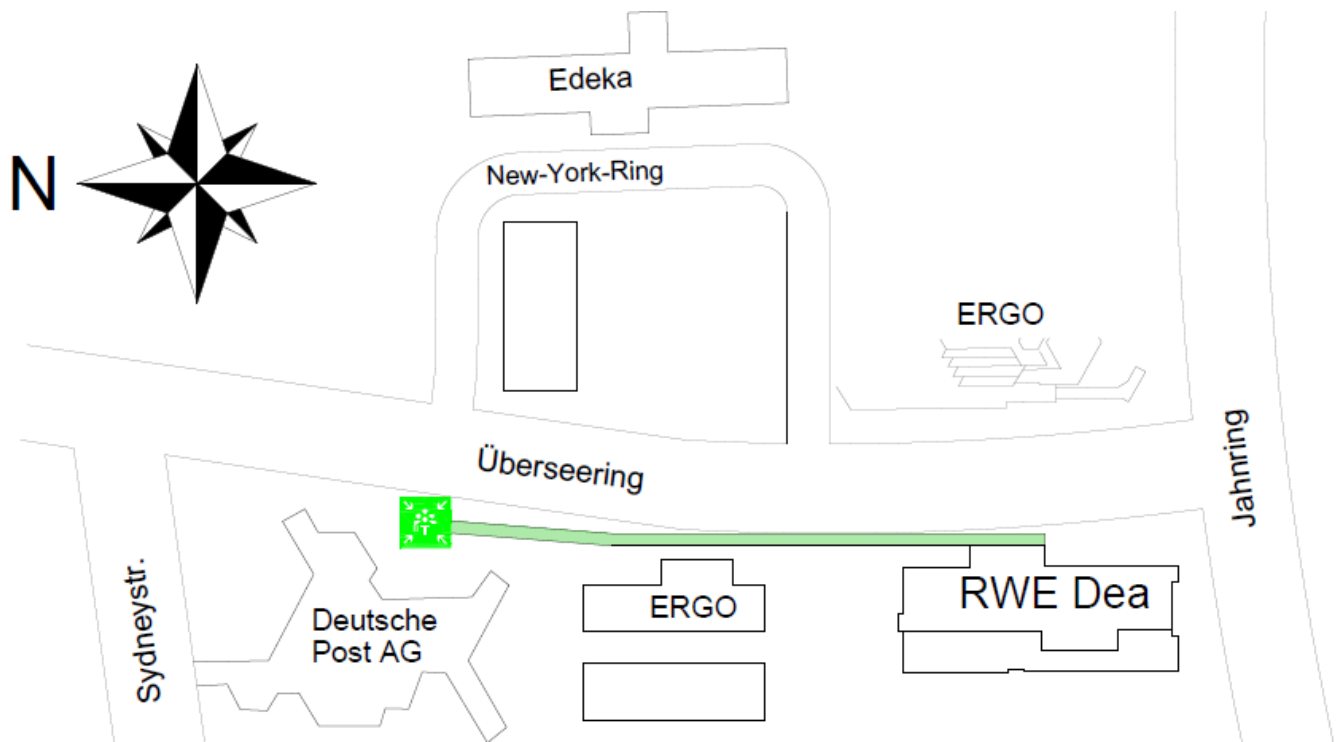 Edeka
N
New-York-Ring
ERGO
Überseering
Jahnring
Sydneystr.
Deutsche
Post AG
ERGO
RWE Dea